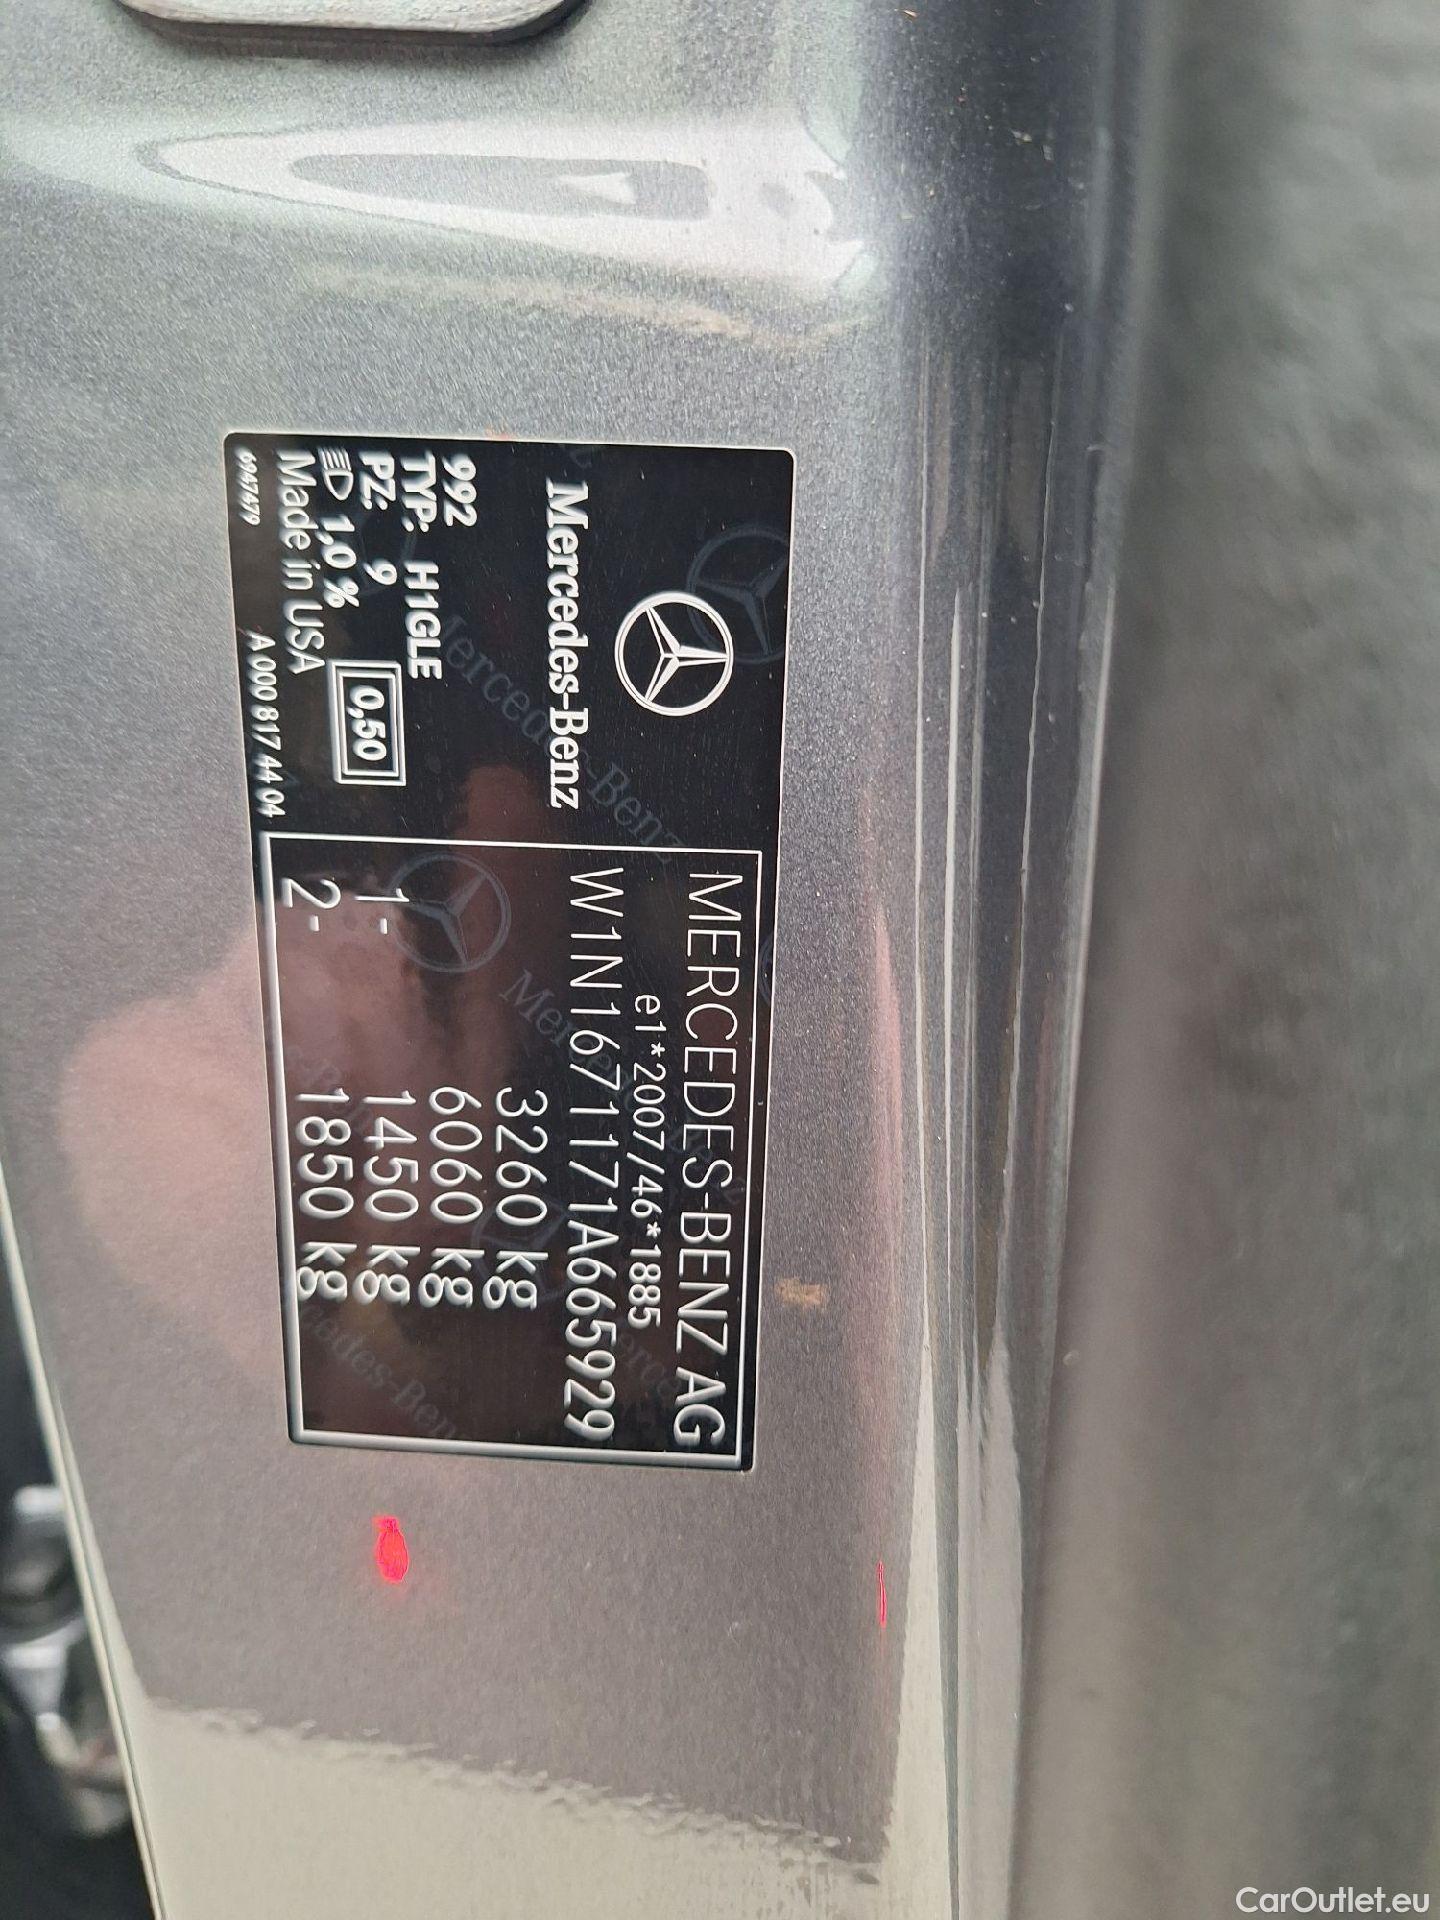 Mercedes-Benz
992
TYP: H1GLE
PZ: 9
1,0 %
0,50
Made in USA
6947479
A 000 817 44 04
MERCEDES-BENZ AG
e1*2007/46*1885
W1N1671171A665929
3260 kg
6060 kg
1- 1450 kg
2- 1850 kg
CarOutlet.eu